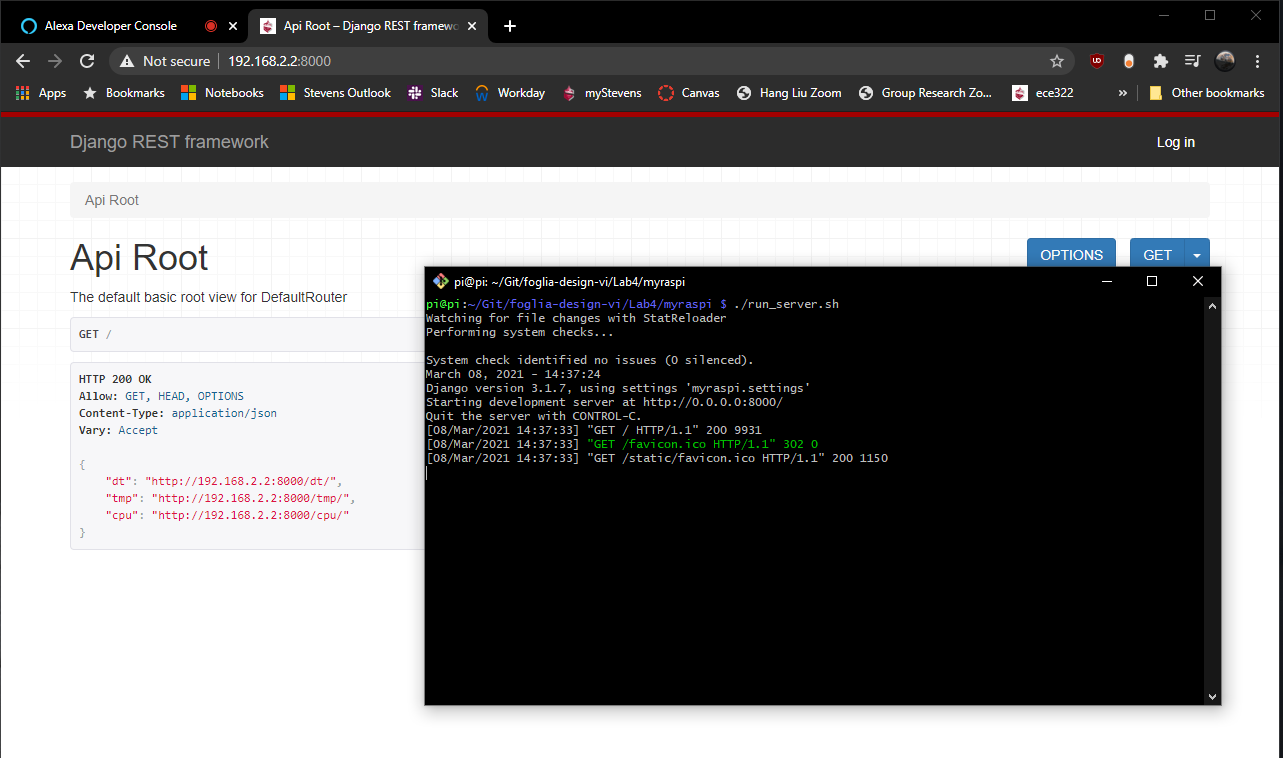 Alexa Developer Console
Api Root – Django REST framewo
Not secure 192.168.2.2:8000
Apps Bookmarks Notebooks Stevens Outlook Slack Workday myStevens Canvas Hang Liu Zoom Group Research Zo... ece322 » Other bookmarks
Django REST framework Log in
Api Root
Api Root
OPTIONS GET
The default basic root view for DefaultRouter
GET /
HTTP 200 OK
Allow: GET, HEAD, OPTIONS
Content-Type: application/json
Vary: Accept
{
"dt": "http://192.168.2.2:8000/dt/",
"tmp": "http://192.168.2.2:8000/tmp/",
"cpu": "http://192.168.2.2:8000/cpu/"
}
pi@pi: ~/Git/foglia-design-vi/Lab4/myraspi
pi@pi:~/Git/foglia-design-vi/Lab4/myraspi $ ./run_server.sh
Watching for file changes with StatReloader
Performing system checks...
System check identified no issues (0 silenced).
March 08, 2021 - 14:37:24
Django version 3.1.7, using settings 'myraspi.settings'
Starting development server at http://0.0.0.0:8000/
Quit the server with CONTROL-C.
[08/Mar/2021 14:37:33] "GET / HTTP/1.1" 200 9931
[08/Mar/2021 14:37:33] "GET /favicon.ico HTTP/1.1" 302 0
[08/Mar/2021 14:37:33] "GET /static/favicon.ico HTTP/1.1" 200 1150